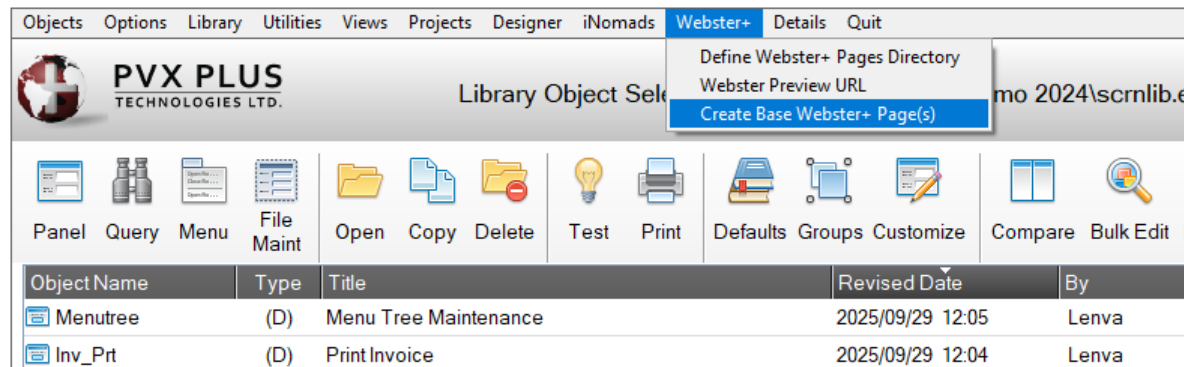 Objects Options Library Utilities Views Projects Designer iNomads Webster+ Details Quit
Define Webster+ Pages Directory
Webster Preview URL
Create Base Webster+ Page(s)
PVX PLUS
TECHNOLOGIES LTD.
Library Object Sele mo 2024\scrnlib.e
Panel Query Menu File Maint Open Copy Delete Test Print Defaults Groups Customize Compare Bulk Edit
Object Name Type Title Revised Date By
Menutree (D) Menu Tree Maintenance 2025/09/29 12:05 Lenva
Inv_Prt (D) Print Invoice 2025/09/29 12:04 Lenva